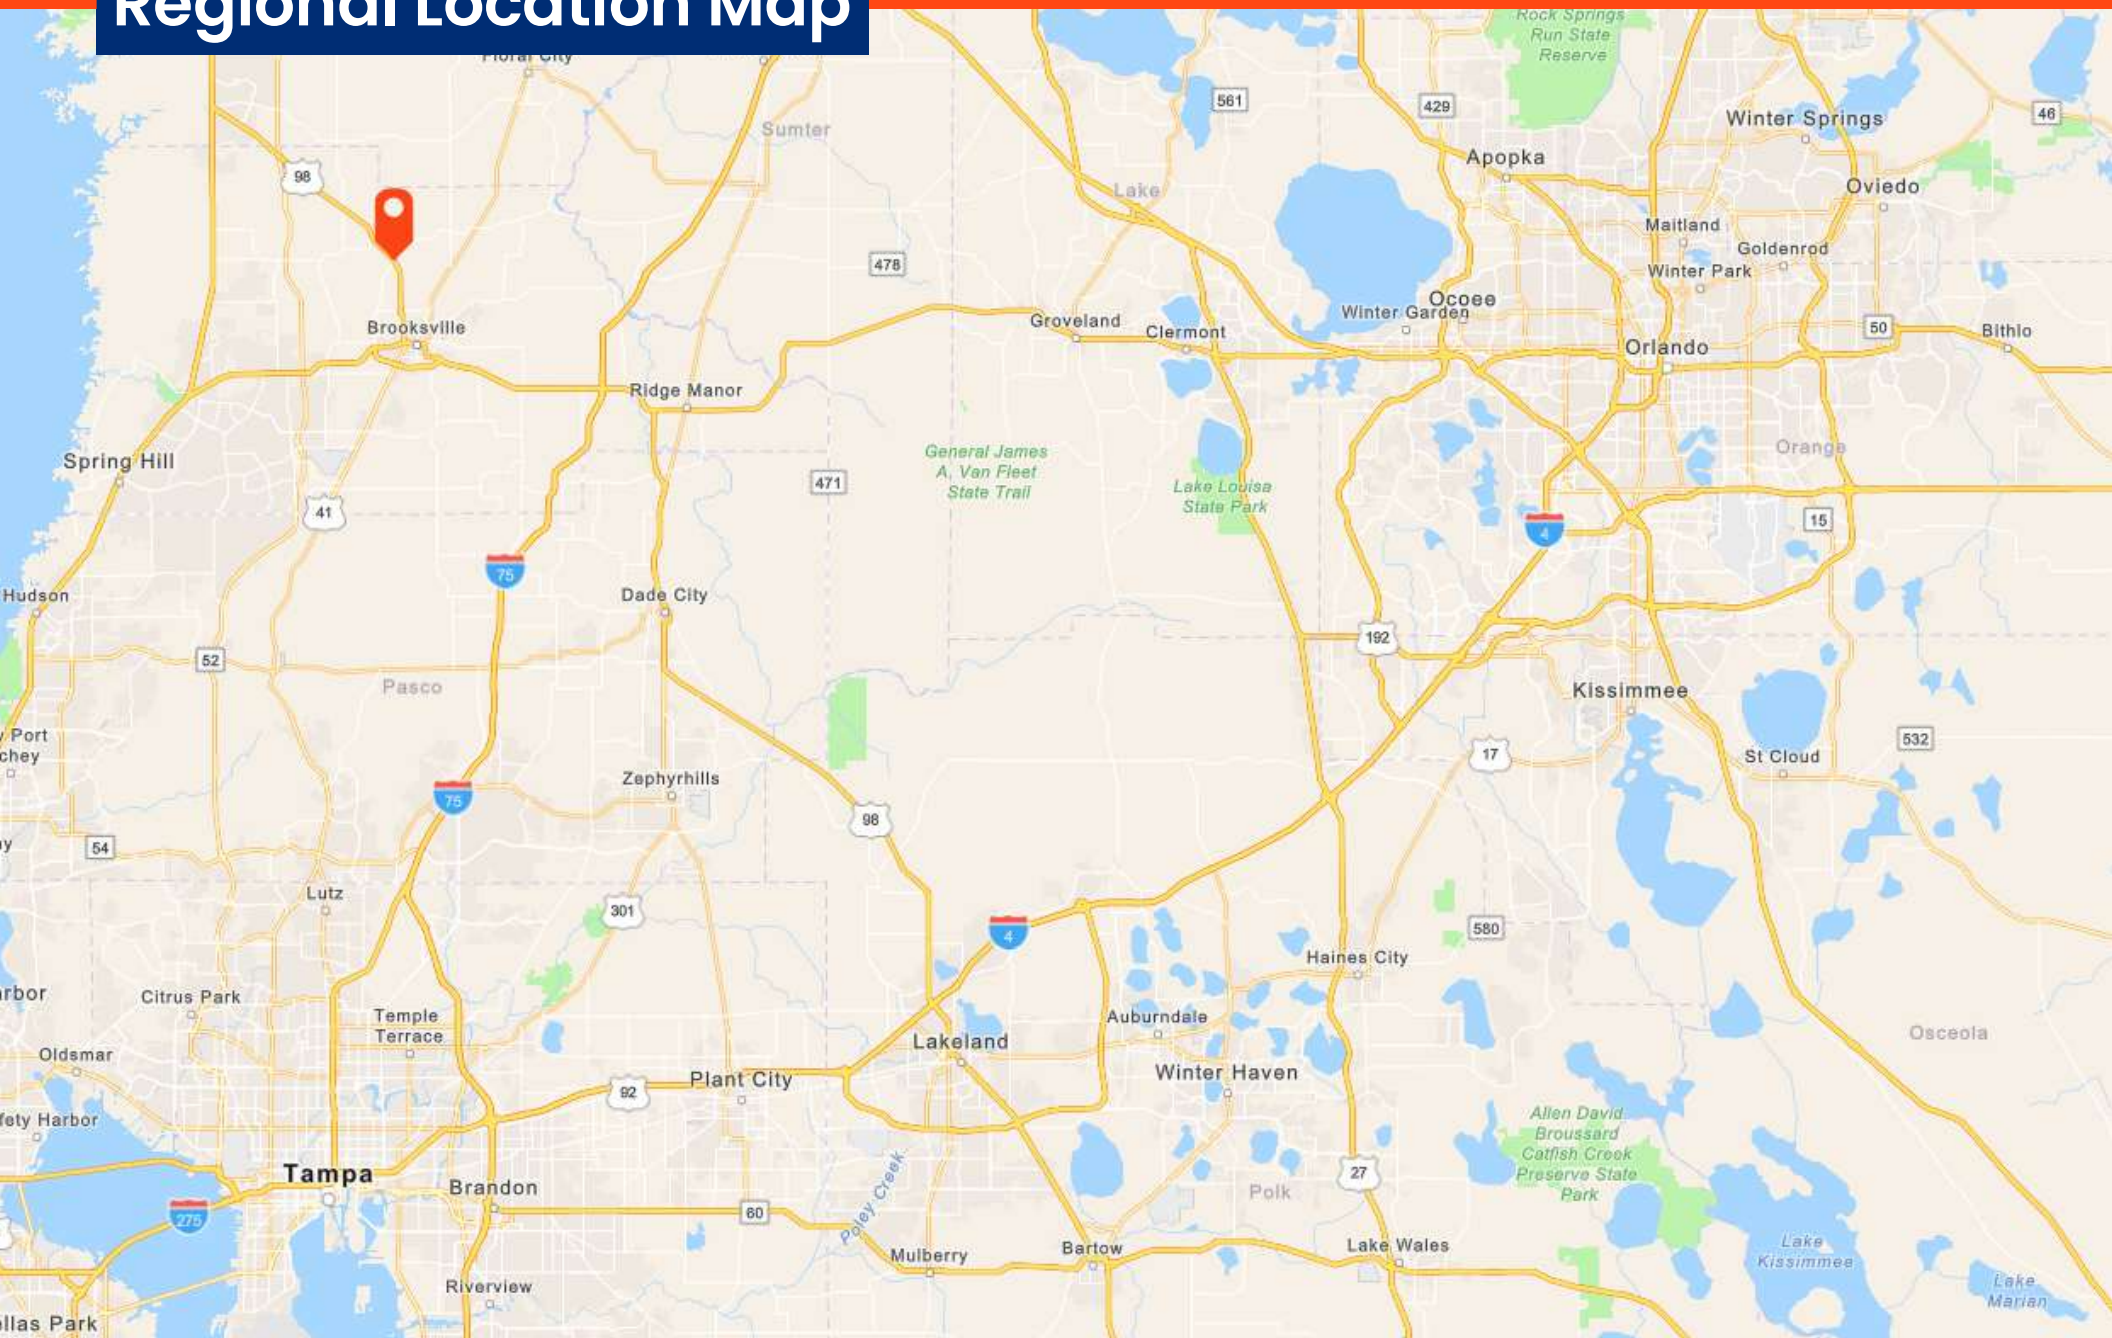 Regional Location Map
Floral City
Rock Springs
Run State
Reserve
561
429
46
Winter Springs
Sumter
Apopka
98
Lake
Oviedo
Maitland
Goldenrod
478
Winter Park
Ocoee
Winter Garden
Brooksville
Groveland
Clermont
50
Bithlo
Orlando
Ridge Manor
General James
A. Van Fleet
State Trail
Orange
Spring Hill
471
Lake Louisa
State Park
41
15
4
75
Hudson
Dade City
192
52
Pasco
Kissimmee
Port
chey
532
17
St Cloud
Zephyrhills
75
98
54
Lutz
301
4
580
Haines City
rbor
Citrus Park
Temple
Terrace
Auburndale
Osceola
Oldsmar
Lakeland
Winter Haven
Plant City
92
fety Harbor
Allen David
Broussard
Catfish Creek
Preserve State
Park
Tampa
Brandon
27
Polk
275
60
Poley Creek
Mulberry
Bartow
Lake Wales
Lake
Kissimmee
Riverview
Lake
Marian
llas Park